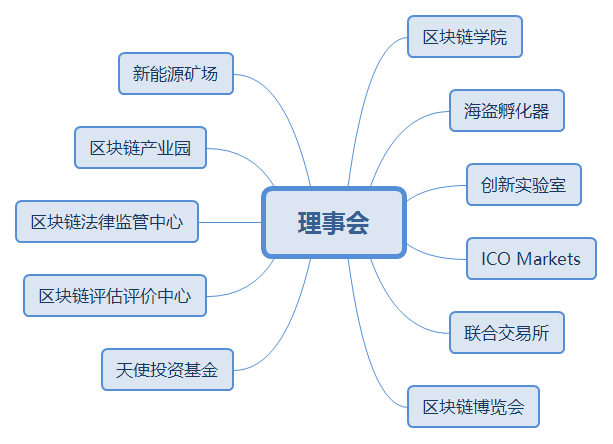 区块链学院
新能源矿场
海盗孵化器
区块链产业园
创新实验室
理事会
区块链法律监管中心
ICO Markets
区块链评估评价中心
联合交易所
天使投资基金
区块链博览会